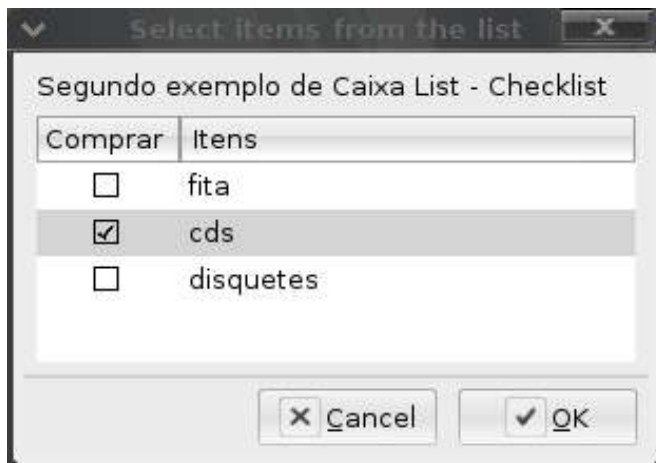 Select items from the list
Segundo exemplo de Caixa List - Checklist
Comprar Itens
fita
cds
disquetes
Cancel OK